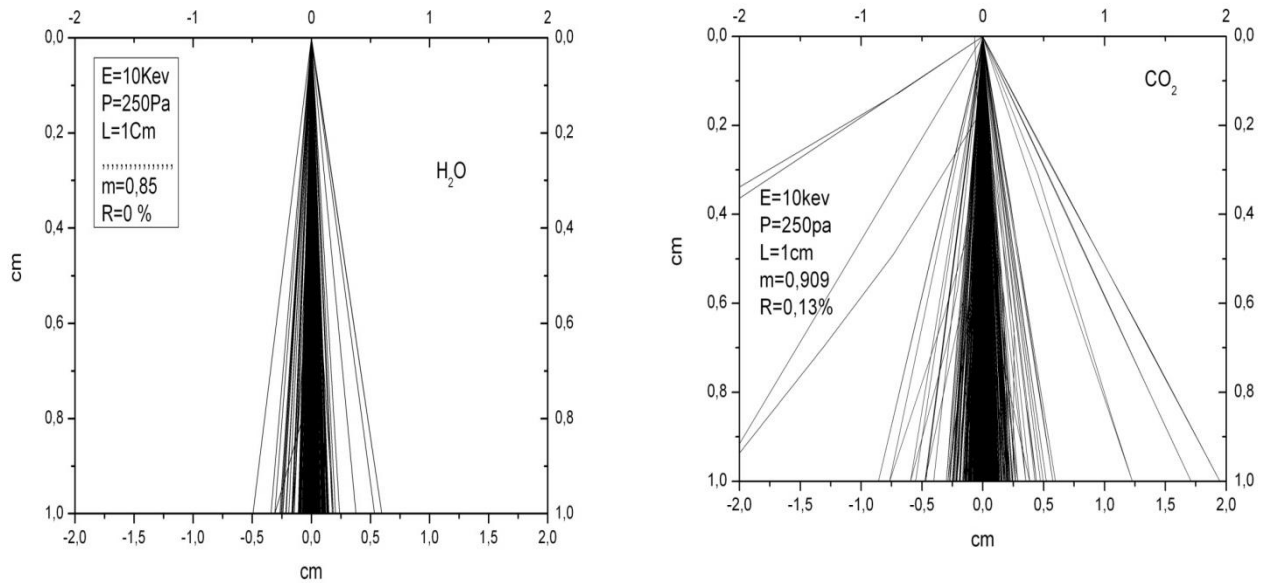 -2 -1 0 1 2
0,0 0,0
E=10Kev
P=250Pa
L=1Cm
,,,,,,,,,,,,,,,,
m=0,85
R=0 %
H₂O
0,2 0,2
0,4 0,4
cm
0,6 0,6
0,8 0,8
1,0 1,0
-2,0 -1,5 -1,0 -0,5 0,0 0,5 1,0 1,5 2,0
cm
-2 -1 0 1 2
0,0 0,0
CO₂
0,2 0,2
E=10kev
P=250pa
L=1cm
m=0,909
R=0,13%
0,4 0,4
cm
0,6 0,6
0,8 0,8
1,0 1,0
-2,0 -1,5 -1,0 -0,5 0,0 0,5 1,0 1,5 2,0
cm